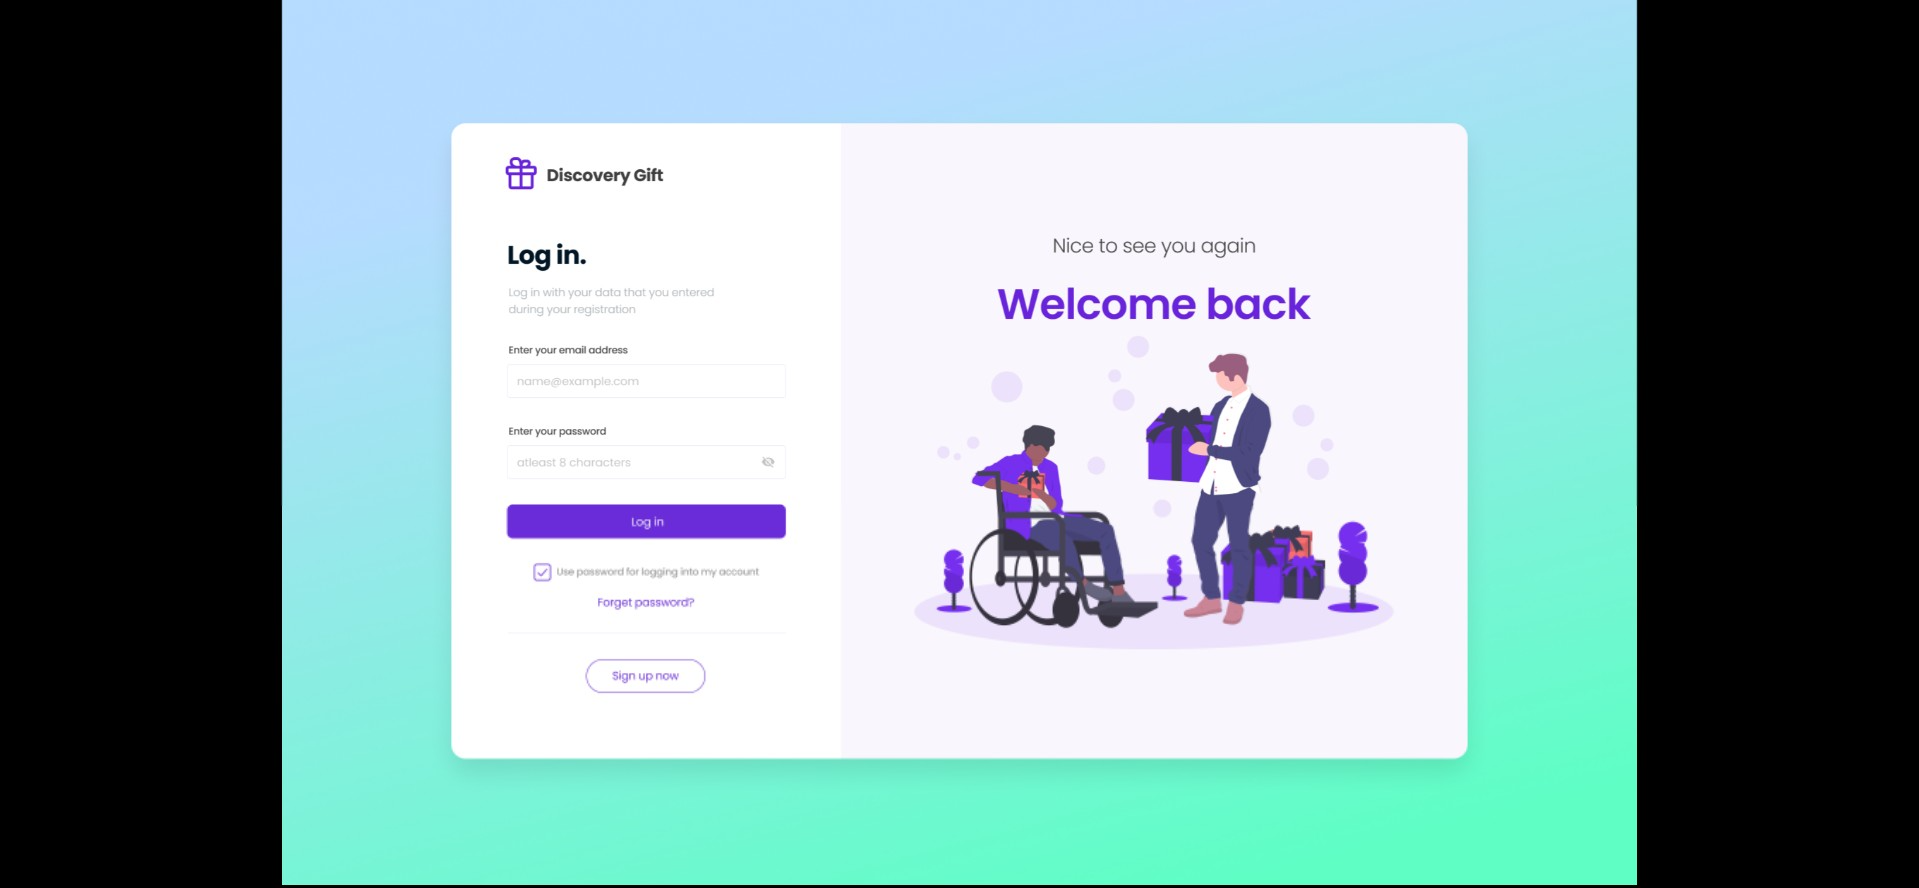 Discovery Gift
Log in.
Log in with your data that you entered
during your registration
Enter your email address
name@example.com
Enter your password
atleast 8 characters
Log in
Use password for logging into my account
Forget password?
Sign up now
Nice to see you again
Welcome back